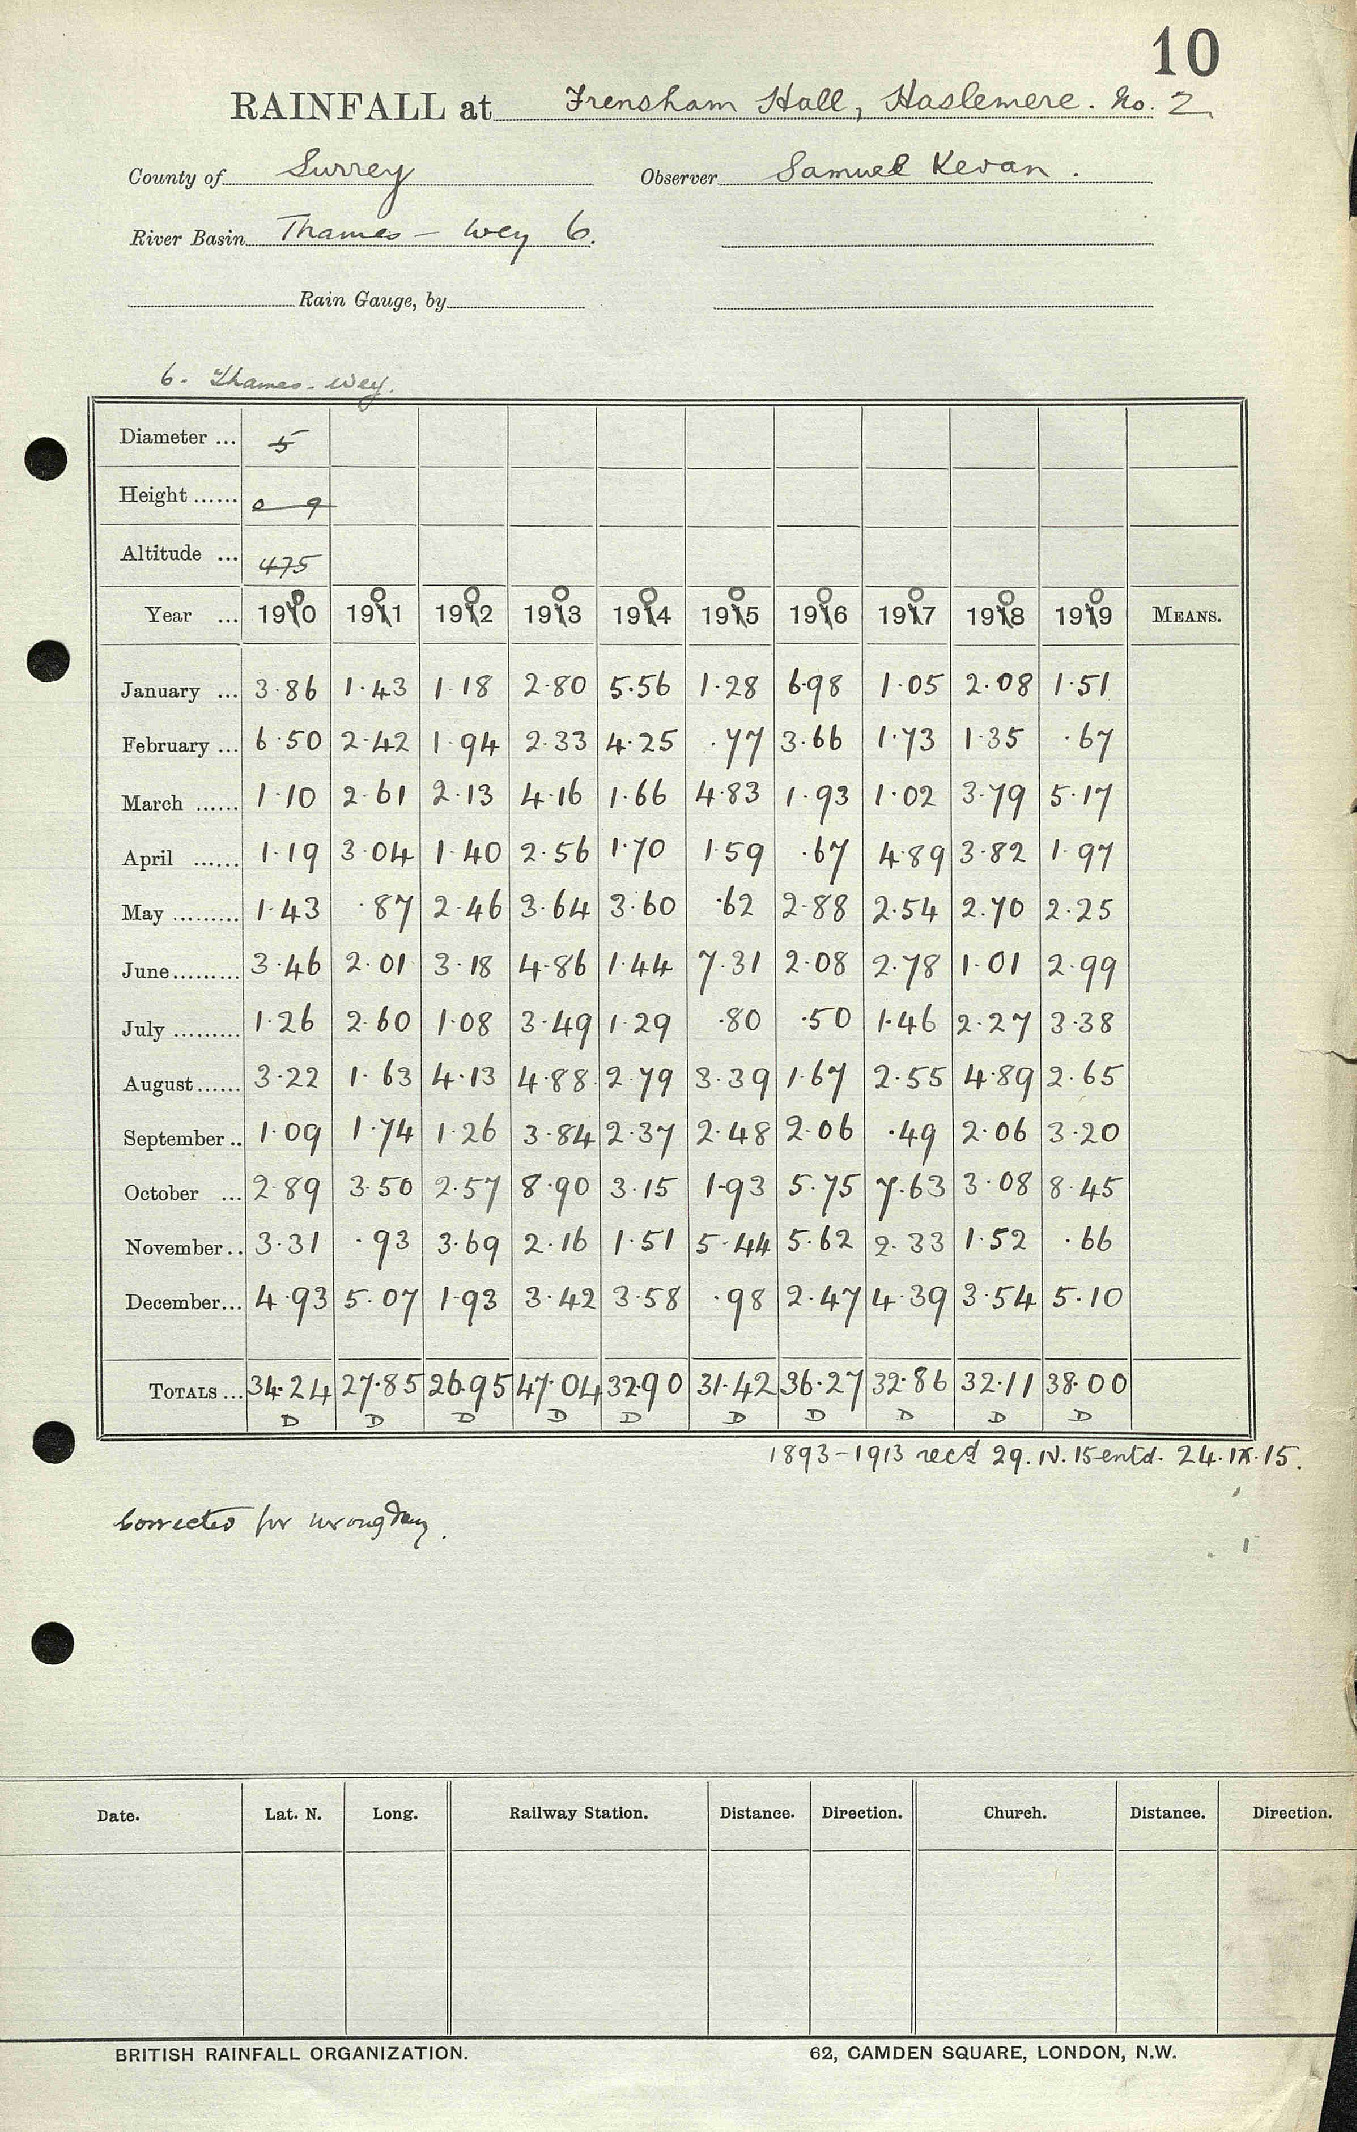 10
RAINFALL at Frensham Hall, Haslemere. No. 2
County of Surrey Observer Samuel Kevan.
River Basin Thames - Wey 6.
Rain Gauge, by
6. Thames - Wey.
Diameter ... 5
Height ...... 0 9
Altitude ... 475
Year ... 1900 1901 1902 1903 1904 1905 1906 1907 1908 1909 MEANS.
January ... 3.86 1.43 1.18 2.80 5.56 1.28 6.98 1.05 2.08 1.51
February ... 6.50 2.42 1.94 2.33 4.25 .77 3.66 1.73 1.35 .67
March ...... 1.10 2.61 2.13 4.16 1.66 4.83 1.93 1.02 3.79 5.17
April ...... 1.19 3.04 1.40 2.56 1.70 1.59 .67 4.89 3.82 1.97
May ......... 1.43 .87 2.46 3.64 3.60 .62 2.88 2.54 2.70 2.25
June ......... 3.46 2.01 3.18 4.86 1.44 7.31 2.08 2.78 1.01 2.99
July ......... 1.26 2.60 1.08 3.49 1.29 .80 .50 1.46 2.27 3.38
August ...... 3.22 1.63 4.13 4.88 2.79 3.39 1.67 2.55 4.89 2.65
September .. 1.09 1.74 1.26 3.84 2.37 2.48 2.06 .49 2.06 3.20
October ... 2.89 3.50 2.57 8.90 3.15 1.93 5.75 7.63 3.08 8.45
November .. 3.31 .93 3.69 2.16 1.51 5.44 5.62 2.33 1.52 .66
December ... 4.93 5.07 1.93 3.42 3.58 .98 2.47 4.39 3.54 5.10
TOTALS ... 34.24 27.85 26.95 47.04 32.90 31.42 36.27 32.86 32.11 38.00
D D D D D D D D D D
1893-1913 recd 29.IV.15 entd. 24.IX.15.
Corrected for wrong day.
Date. Lat. N. Long. Railway Station. Distance. Direction. Church. Distance. Direction.
BRITISH RAINFALL ORGANIZATION. 62, CAMDEN SQUARE, LONDON, N.W.